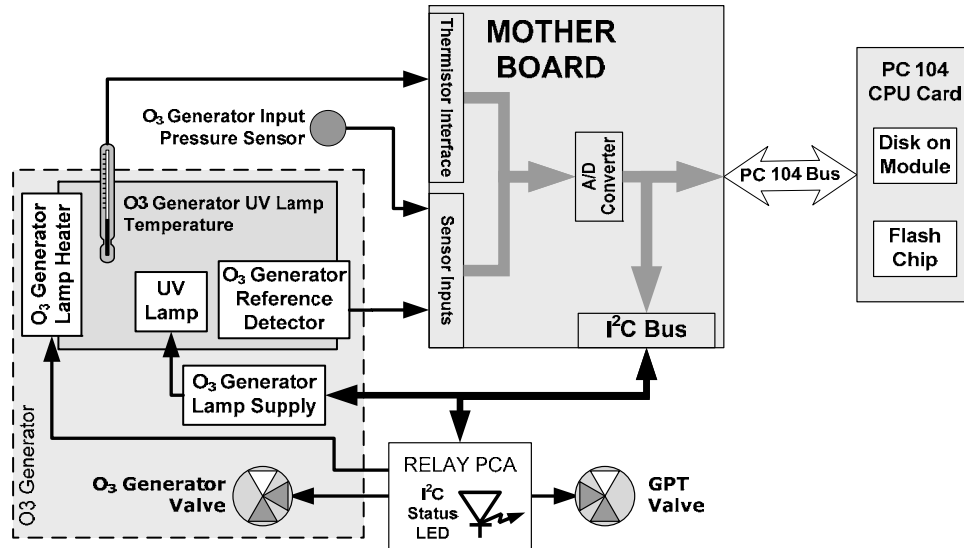 MOTHER
BOARD
Thermistor Interface
Sensor Inputs
A/D
Converter
I²C Bus
PC 104 Bus
PC 104
CPU Card
Disk on
Module
Flash
Chip
O₃ Generator Input
Pressure Sensor
O3 Generator UV Lamp
Temperature
O₃ Generator
Lamp Heater
UV
Lamp
O₃ Generator
Reference
Detector
O₃ Generator
Lamp Supply
O3 Generator
O₃ Generator
Valve
RELAY PCA
I²C
Status
LED
GPT
Valve